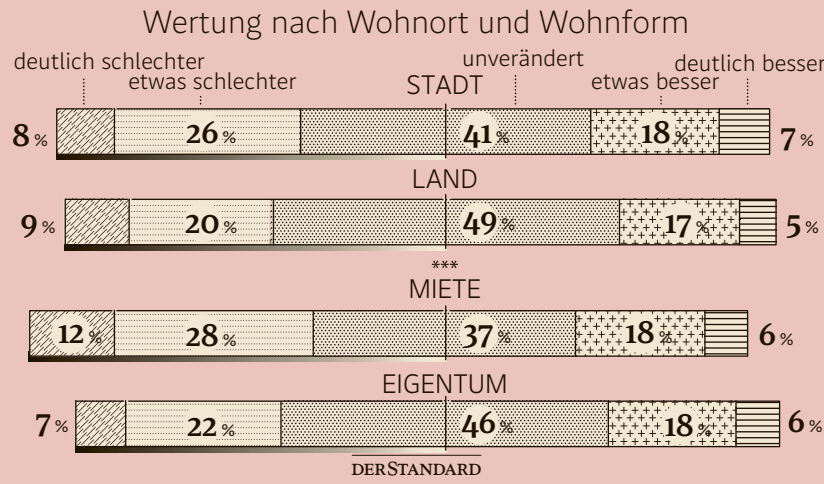 Wertung nach Wohnort und Wohnform
deutlich schlechter
etwas schlechter
unverändert
etwas besser
deutlich besser
STADT
8 % 26 % 41 % 18 % 7 %
LAND
9 % 20 % 49 % 17 % 5 %
***
MIETE
12 % 28 % 37 % 18 % 6 %
EIGENTUM
7 % 22 % 46 % 18 % 6 %
DERSTANDARD